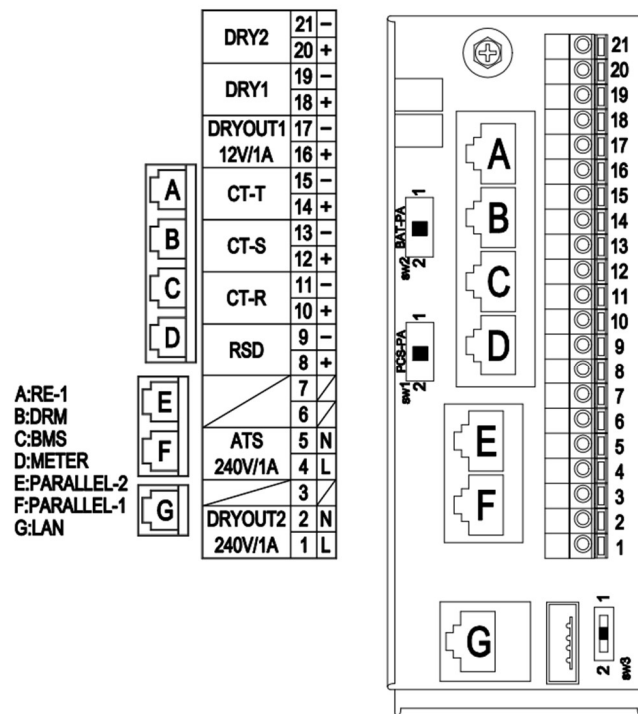 DRY2
21 −
20 +
DRY1
19 −
18 +
DRYOUT1
12V/1A
17 −
16 +
CT-T
15 −
14 +
CT-S
13 −
12 +
CT-R
11 −
10 +
RSD
9 −
8 +
7
6
ATS
240V/1A
5 N
4 L
3
DRYOUT2
240V/1A
2 N
1 L
A
B
C
D
E
F
G
A:RE-1
B:DRM
C:BMS
D:METER
E:PARALLEL-2
F:PARALLEL-1
G:LAN
A
B
C
D
E
F
G
1
BAT-PA
2
sw2
1
PCS-PA
2
sw1
21
20
19
18
17
16
15
14
13
12
11
10
9
8
7
6
5
4
3
2
1
1
2
sw3